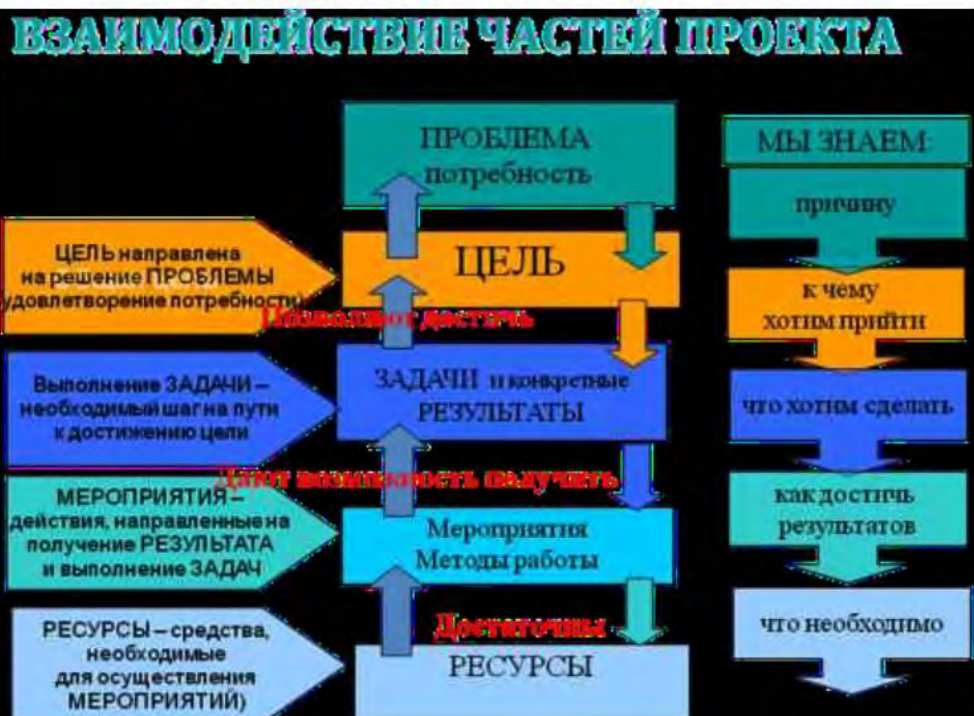 ВЗАИМОДЕЙСТВИЕ ЧАСТЕЙ ПРОЕКТА
ПРОБЛЕМА
потребность
МЫ ЗНАЕМ:
причину
ЦЕЛЬ направлена
на решение ПРОБЛЕМЫ
удовлетворение потребности)
ЦЕЛЬ
к чему
хотим прийти
Позволяют достичь
Выполнение ЗАДАЧИ –
необходимый шаг на пути
к достижению цели
ЗАДАЧИ и конкретные
РЕЗУЛЬТАТЫ
что хотим сделать
Дают возможность получить
МЕРОПРИЯТИЯ –
действия, направленные на
получение РЕЗУЛЬТАТА
и выполнение ЗАДАЧ
Мероприятия
Методы работы
как достичь
результатов
Достаточны
РЕСУРСЫ – средства,
необходимые
для осуществления
МЕРОПРИЯТИЙ)
РЕСУРСЫ
что необходимо